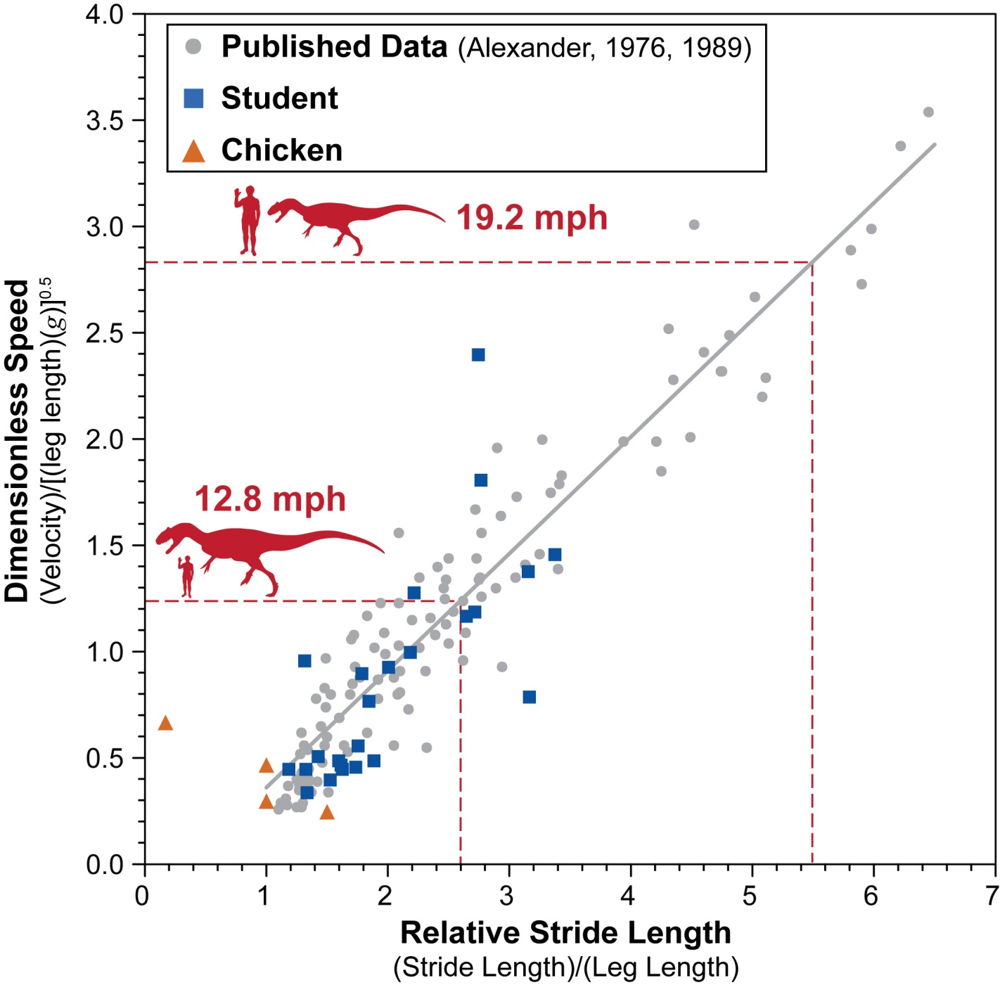 4.0
3.5
3.0
2.5
2.0
1.5
1.0
0.5
0.0
Dimensionless Speed
(Velocity)/[(leg length)(g)]0.5
Published Data (Alexander, 1976, 1989)
Student
Chicken
19.2 mph
12.8 mph
0 1 2 3 4 5 6 7
Relative Stride Length
(Stride Length)/(Leg Length)